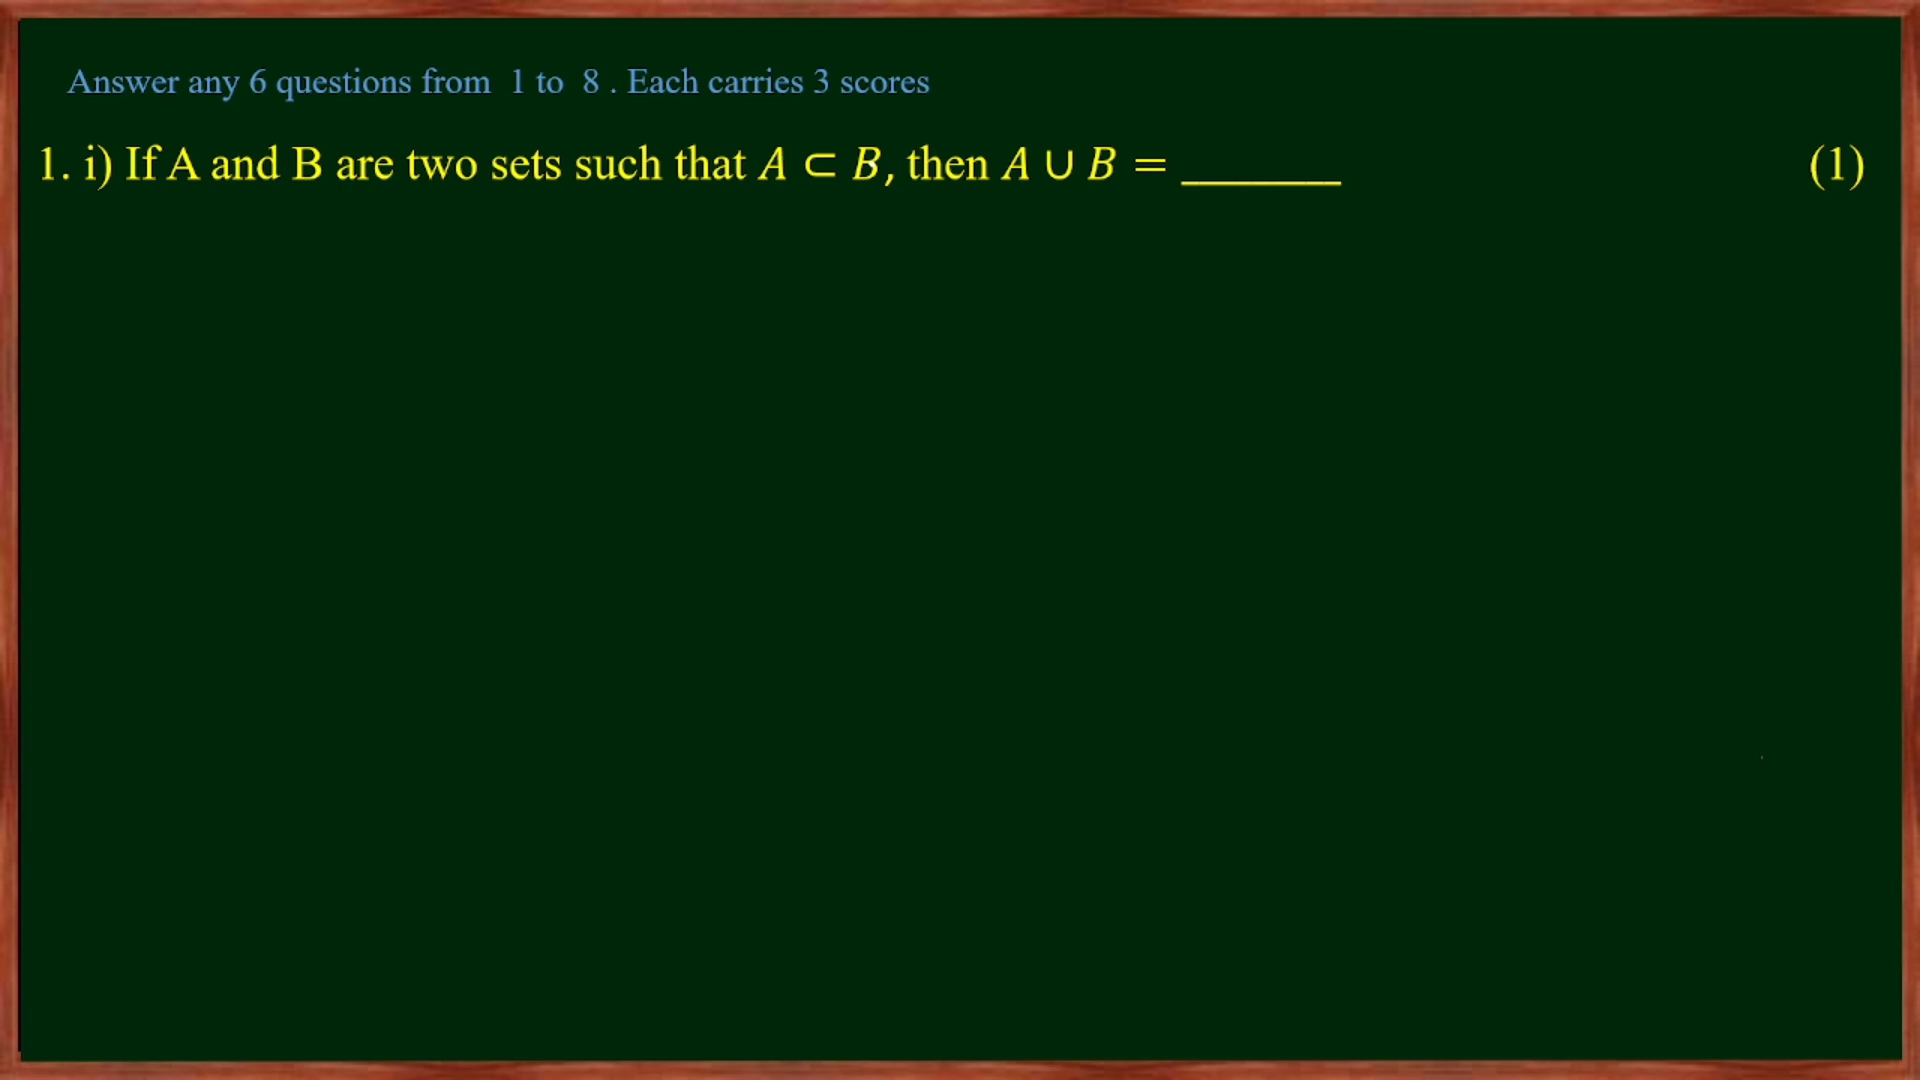 Answer any 6 questions from 1 to 8 . Each carries 3 scores
1. i) If A and B are two sets such that A ⊂ B, then A ∪ B = ________ (1)